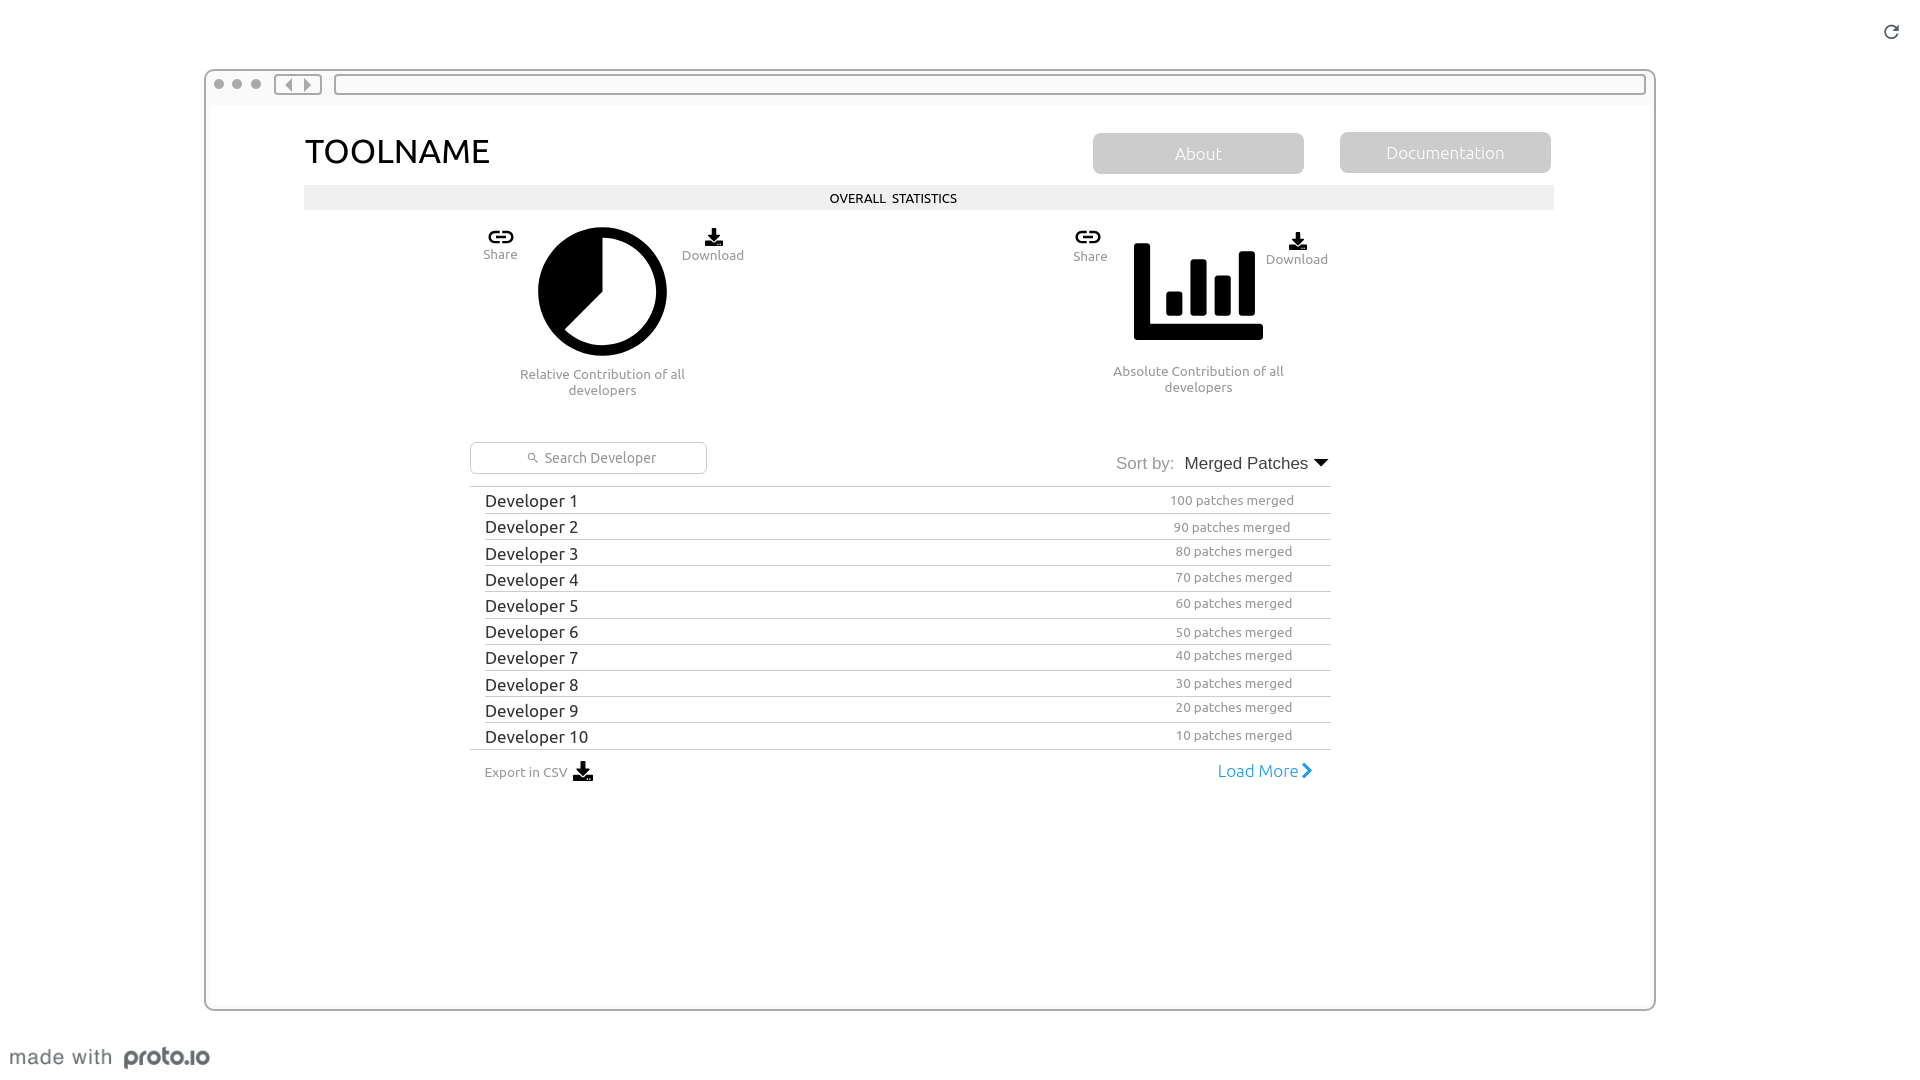 TOOLNAME
About
Documentation
OVERALL STATISTICS
Share
Download
Relative Contribution of all
developers
Share
Download
Absolute Contribution of all
developers
Search Developer
Sort by: Merged Patches
Developer 1 100 patches merged
Developer 2 90 patches merged
Developer 3 80 patches merged
Developer 4 70 patches merged
Developer 5 60 patches merged
Developer 6 50 patches merged
Developer 7 40 patches merged
Developer 8 30 patches merged
Developer 9 20 patches merged
Developer 10 10 patches merged
Export in CSV
Load More
made with proto.io